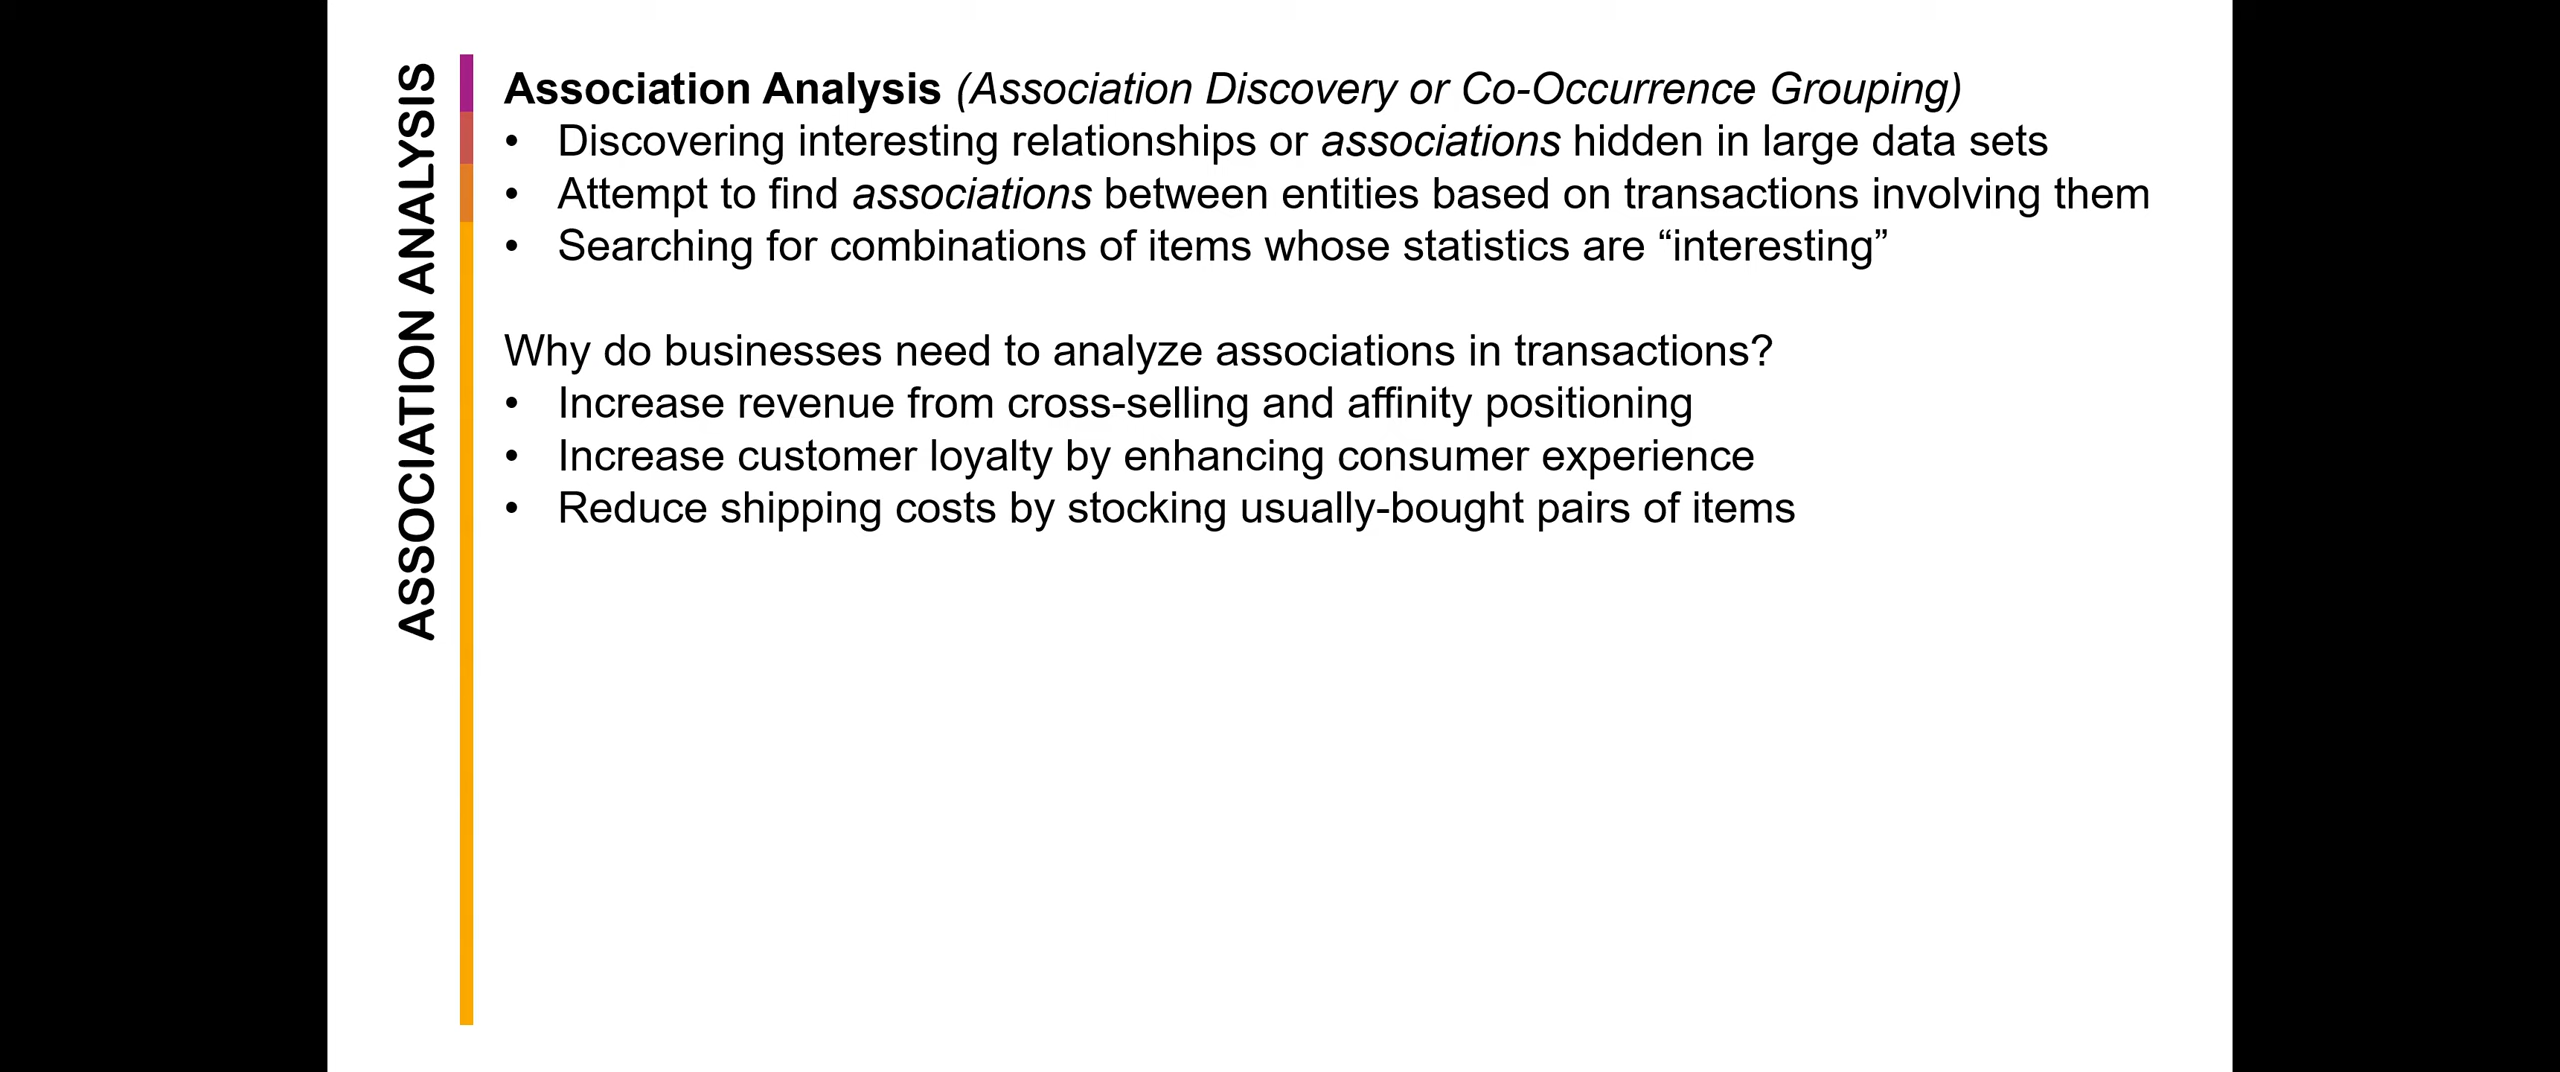 ASSOCIATION ANALYSIS
Association Analysis (Association Discovery or Co-Occurrence Grouping)
• Discovering interesting relationships or associations hidden in large data sets
• Attempt to find associations between entities based on transactions involving them
• Searching for combinations of items whose statistics are “interesting”
Why do businesses need to analyze associations in transactions?
• Increase revenue from cross-selling and affinity positioning
• Increase customer loyalty by enhancing consumer experience
• Reduce shipping costs by stocking usually-bought pairs of items